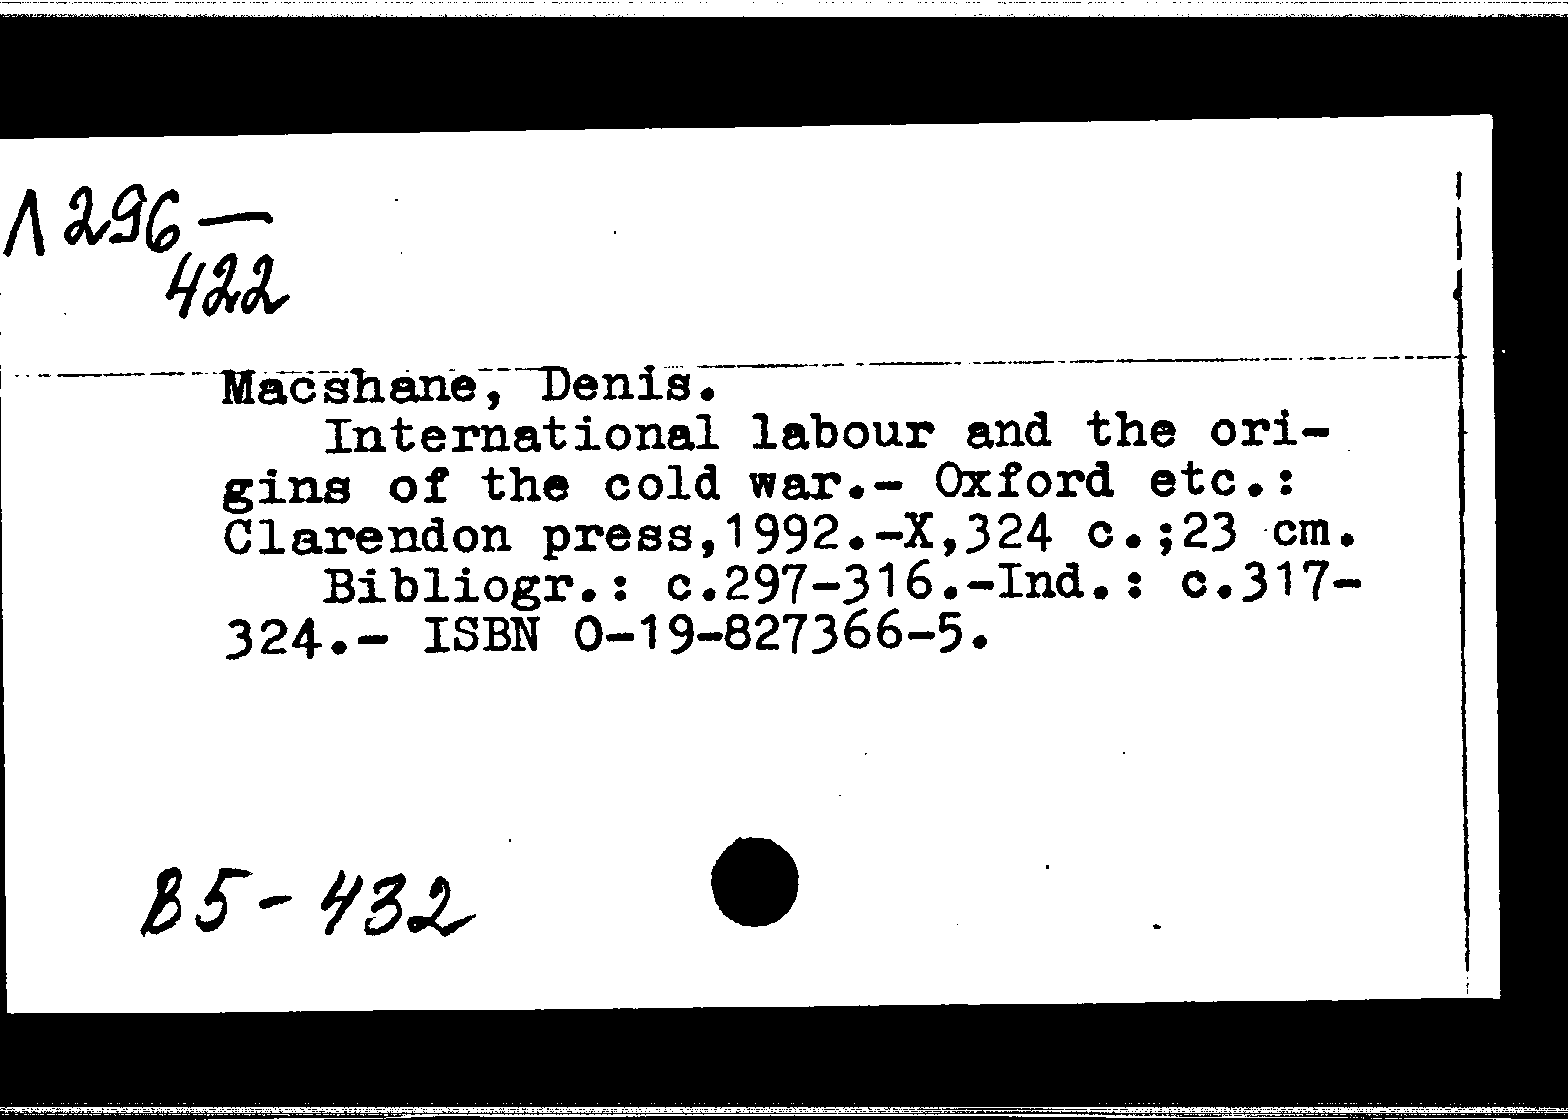 Л 296—
422
Macshane, Denis.
International labour and the ori-
gins of the cold war.- Oxford etc.:
Clarendon press,1992.-X,324 c.;23 cm.
Bibliogr.: c.297-316.-Ind.: c.317-
324.- ISBN 0-19-827366-5.
B5-432